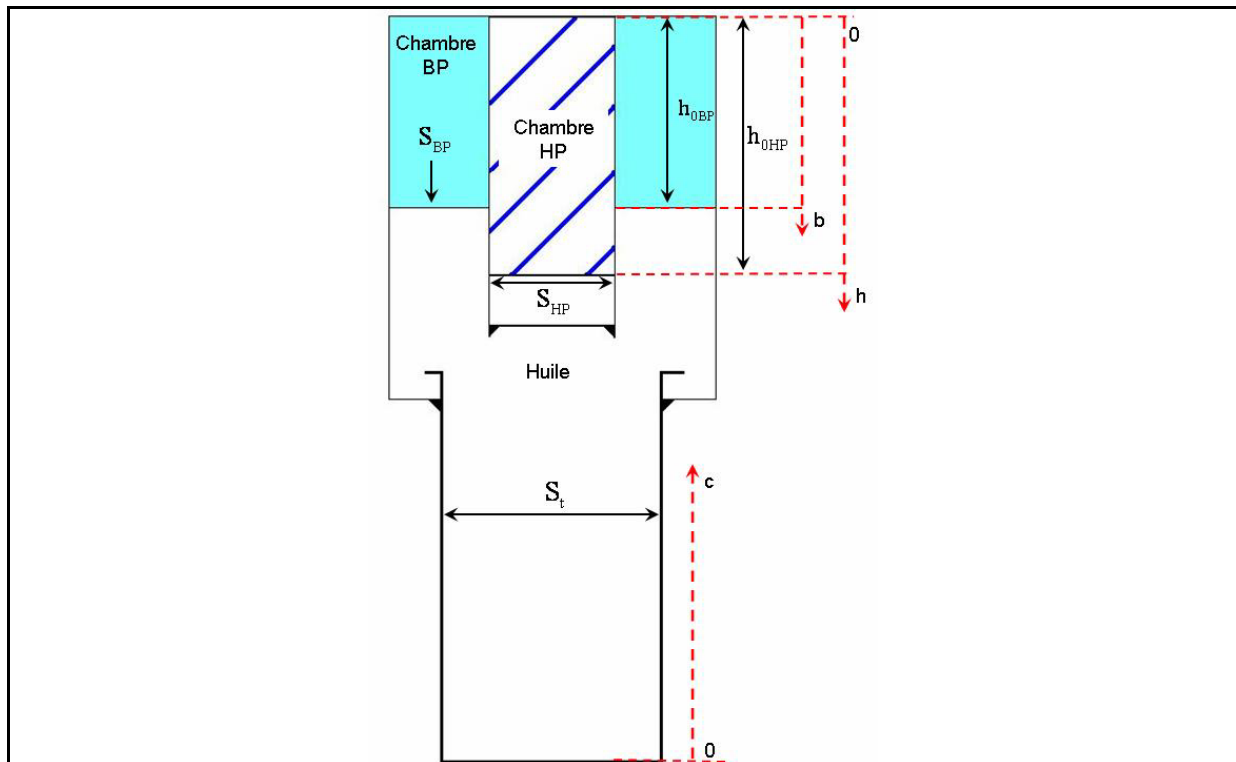 Chambre
BP
S_BP
Chambre
HP
h_0BP
h_0HP
0
b
h
S_HP
Huile
S_t
c
0